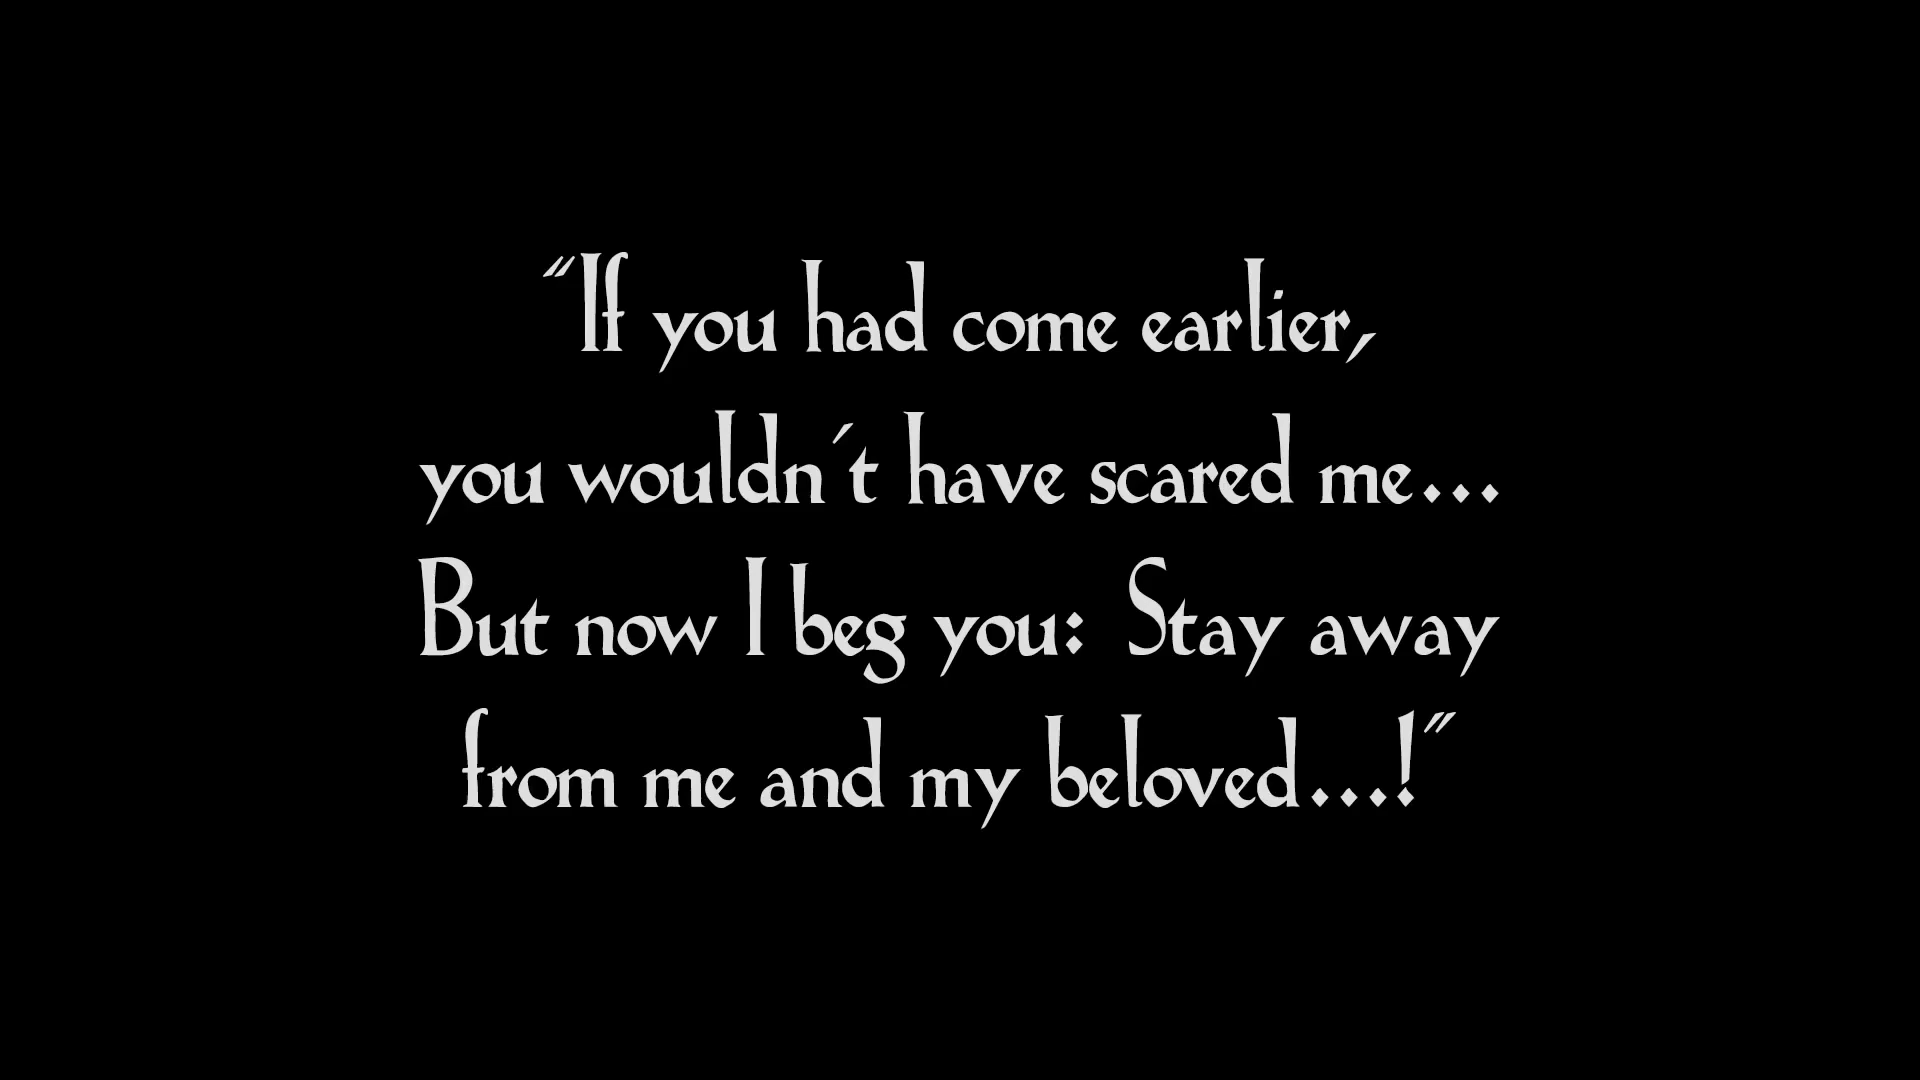 “If you had come earlier,
you wouldn´t have scared me...
But now I beg you: Stay away
from me and my beloved...!”